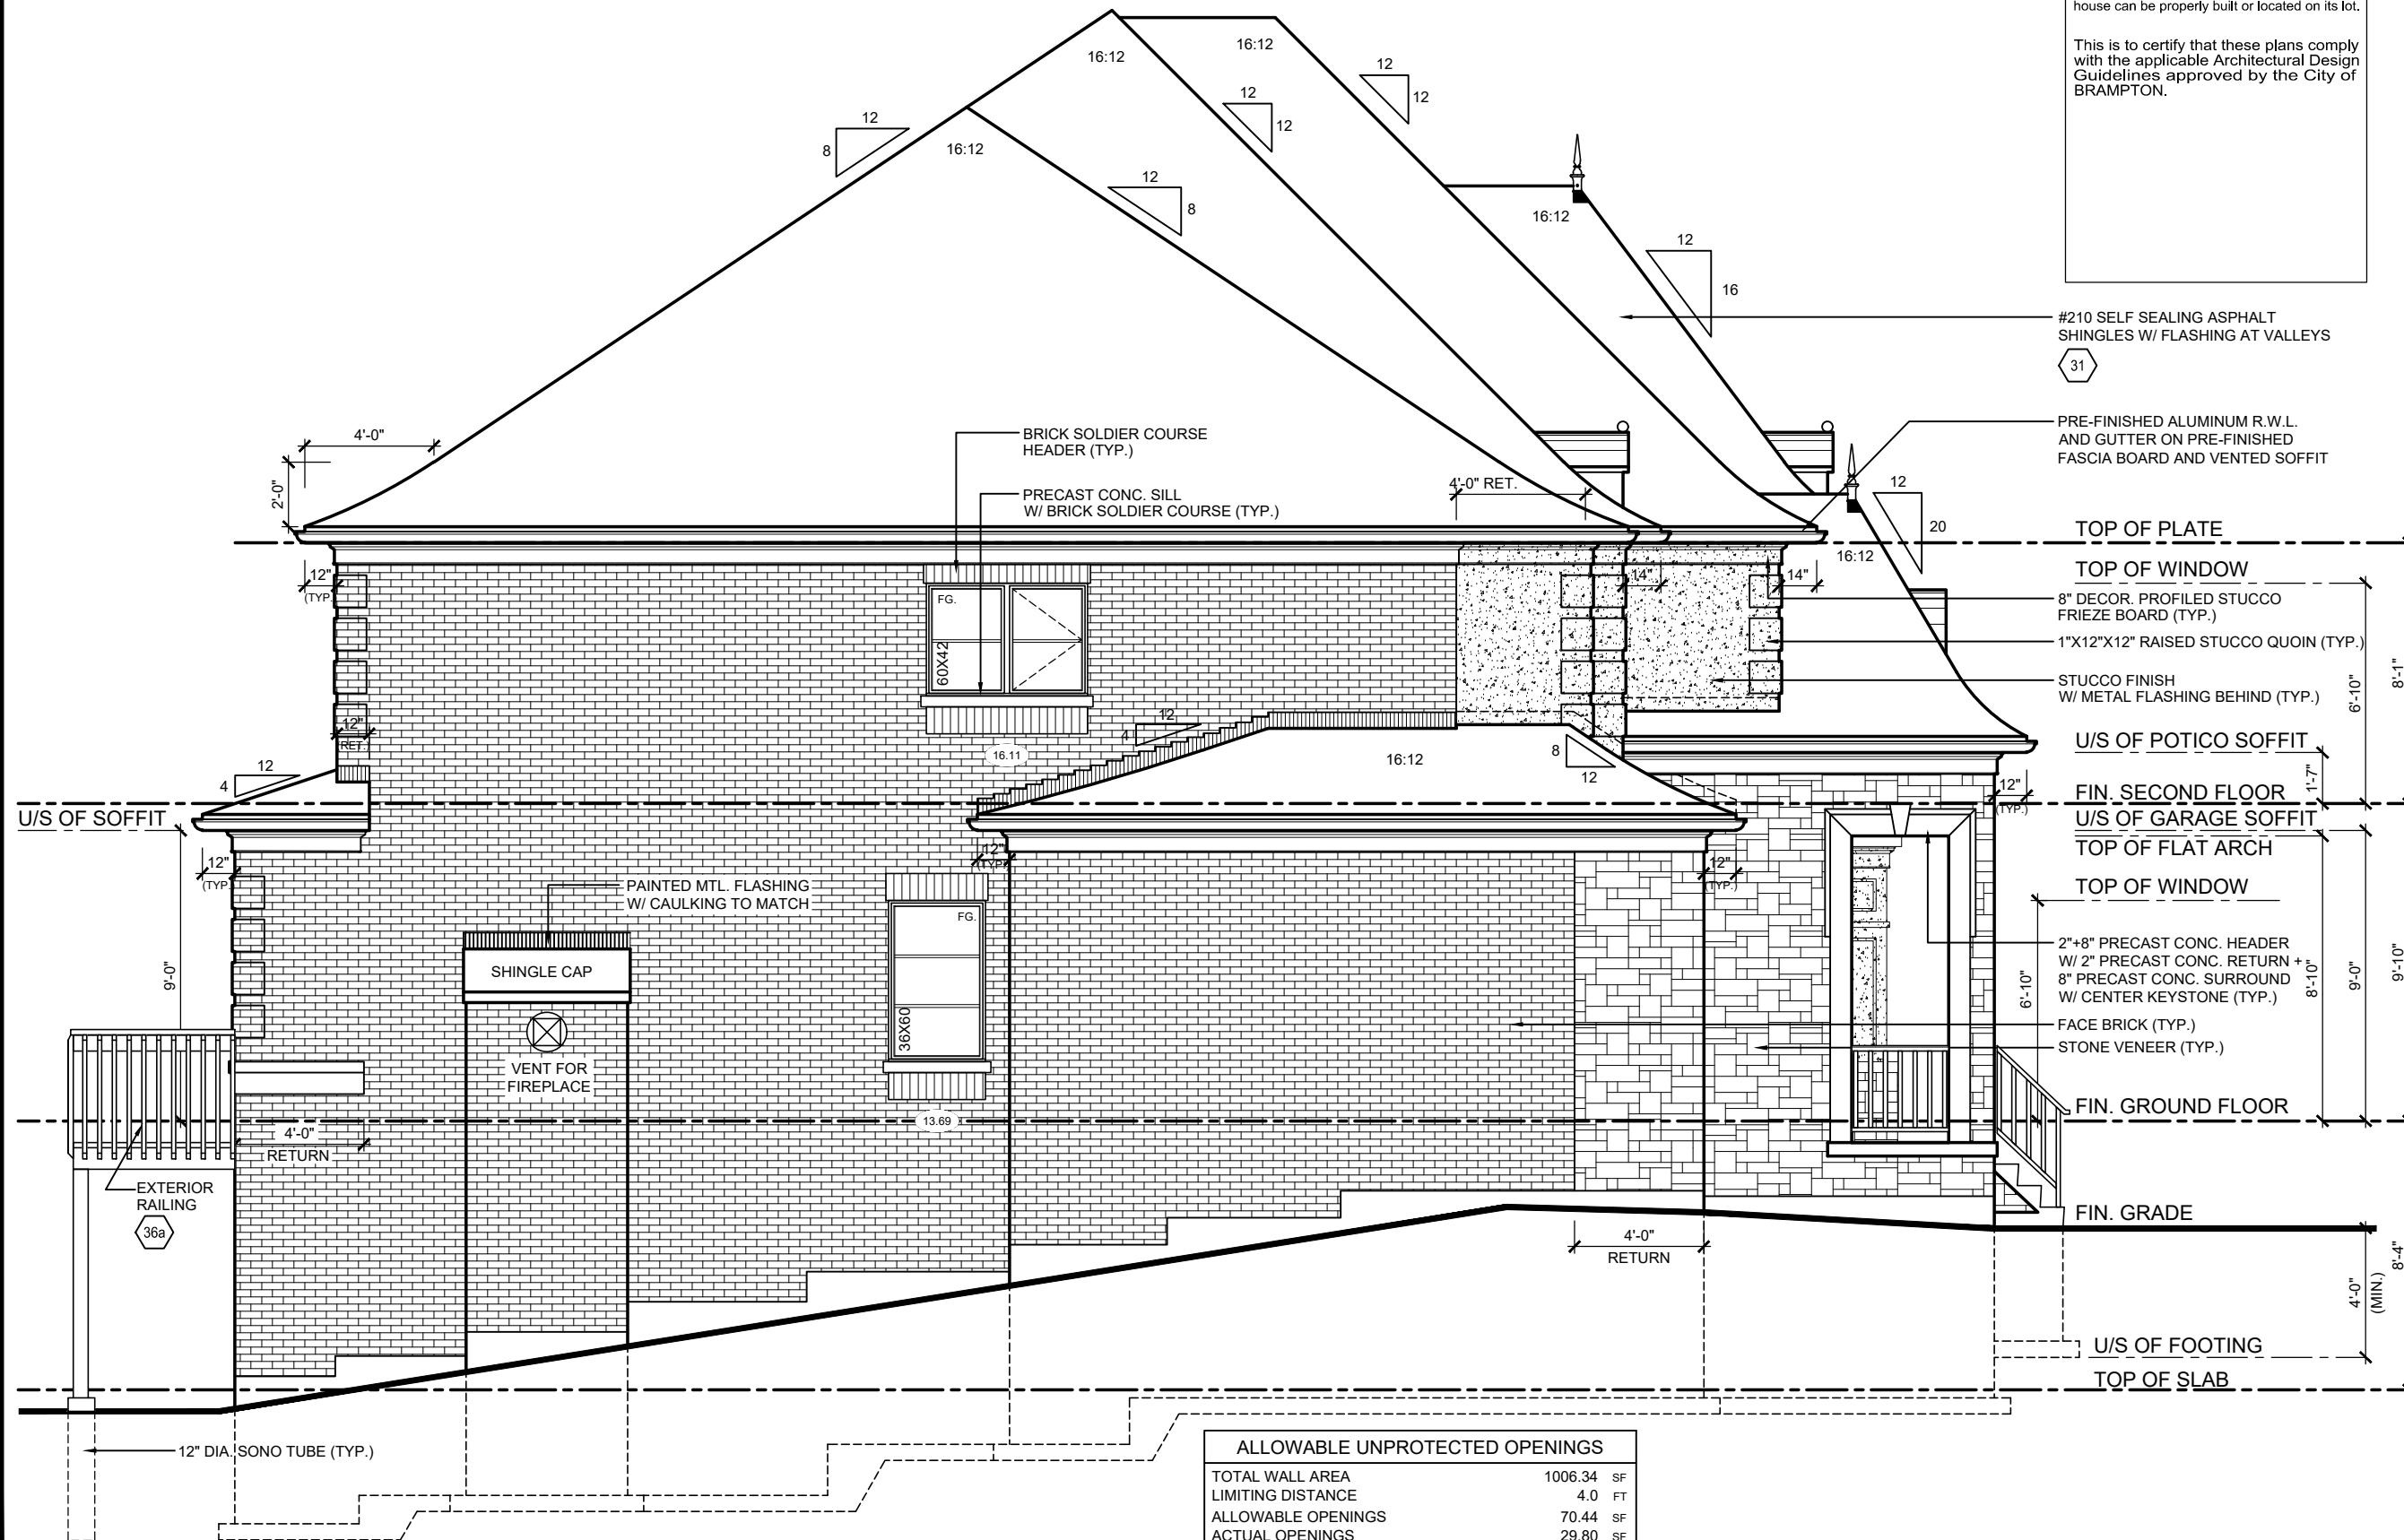 house can be properly built or located on its lot.
This is to certify that these plans comply
with the applicable Architectural Design
Guidelines approved by the City of
BRAMPTON.
16:12
16:12
12
12
12
12
12
8
16:12
12
8
16:12
12
16
#210 SELF SEALING ASPHALT
SHINGLES W/ FLASHING AT VALLEYS
31
PRE-FINISHED ALUMINUM R.W.L.
AND GUTTER ON PRE-FINISHED
FASCIA BOARD AND VENTED SOFFIT
4'-0"
2'-0"
BRICK SOLDIER COURSE
HEADER (TYP.)
PRECAST CONC. SILL
W/ BRICK SOLDIER COURSE (TYP.)
4'-0" RET.
12
20
16:12
TOP OF PLATE
TOP OF WINDOW
8" DECOR. PROFILED STUCCO
FRIEZE BOARD (TYP.)
1"X12"X12" RAISED STUCCO QUOIN (TYP.)
STUCCO FINISH
W/ METAL FLASHING BEHIND (TYP.)
6'-10"
8'-1"
12"
(TYP.
FG.
60X42
14"
14"
12"
RET.
12
4
16.11
16:12
8
12
U/S OF POTICO SOFFIT
1'-7"
12
4
FIN. SECOND FLOOR
12"
(TYP.)
U/S OF SOFFIT
U/S OF GARAGE SOFFIT
TOP OF FLAT ARCH
TOP OF WINDOW
12"
(TYP.
12"
(TYP.
12"
(TYP.)
PAINTED MTL. FLASHING
W/ CAULKING TO MATCH
FG.
36X60
SHINGLE CAP
VENT FOR
FIREPLACE
9'-0"
2"+8" PRECAST CONC. HEADER
W/ 2" PRECAST CONC. RETURN +
8" PRECAST CONC. SURROUND
W/ CENTER KEYSTONE (TYP.)
6'-10"
8'-10"
9'-0"
9'-10"
FACE BRICK (TYP.)
STONE VENEER (TYP.)
FIN. GROUND FLOOR
13.69
4'-0"
RETURN
EXTERIOR
RAILING
36a
FIN. GRADE
4'-0"
RETURN
4'-0"
(MIN.)
8'-4"
U/S OF FOOTING
TOP OF SLAB
12" DIA. SONO TUBE (TYP.)
ALLOWABLE UNPROTECTED OPENINGS
TOTAL WALL AREA 1006.34 SF
LIMITING DISTANCE 4.0 FT
ALLOWABLE OPENINGS 70.44 SF
ACTUAL OPENINGS 29.80 SF